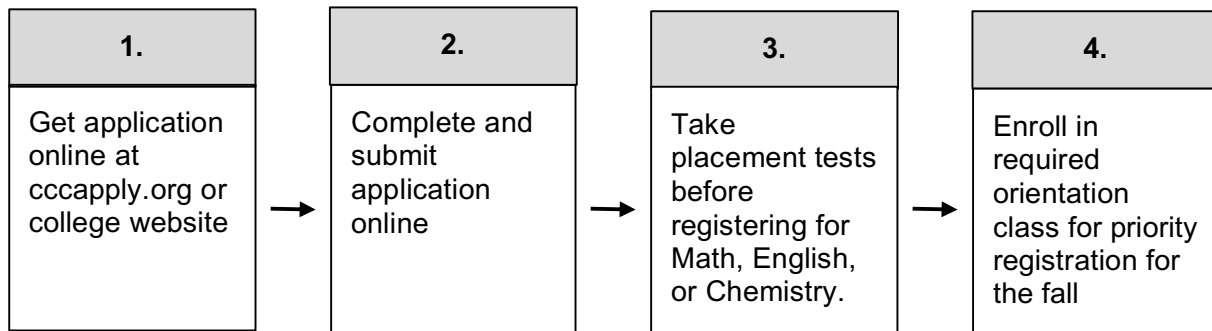 1.
Get application
online at
cccapply.org or
college website
2.
Complete and
submit
application
online
3.
Take
placement tests
before
registering for
Math, English,
or Chemistry.
4.
Enroll in
required
orientation
class for priority
registration for
the fall